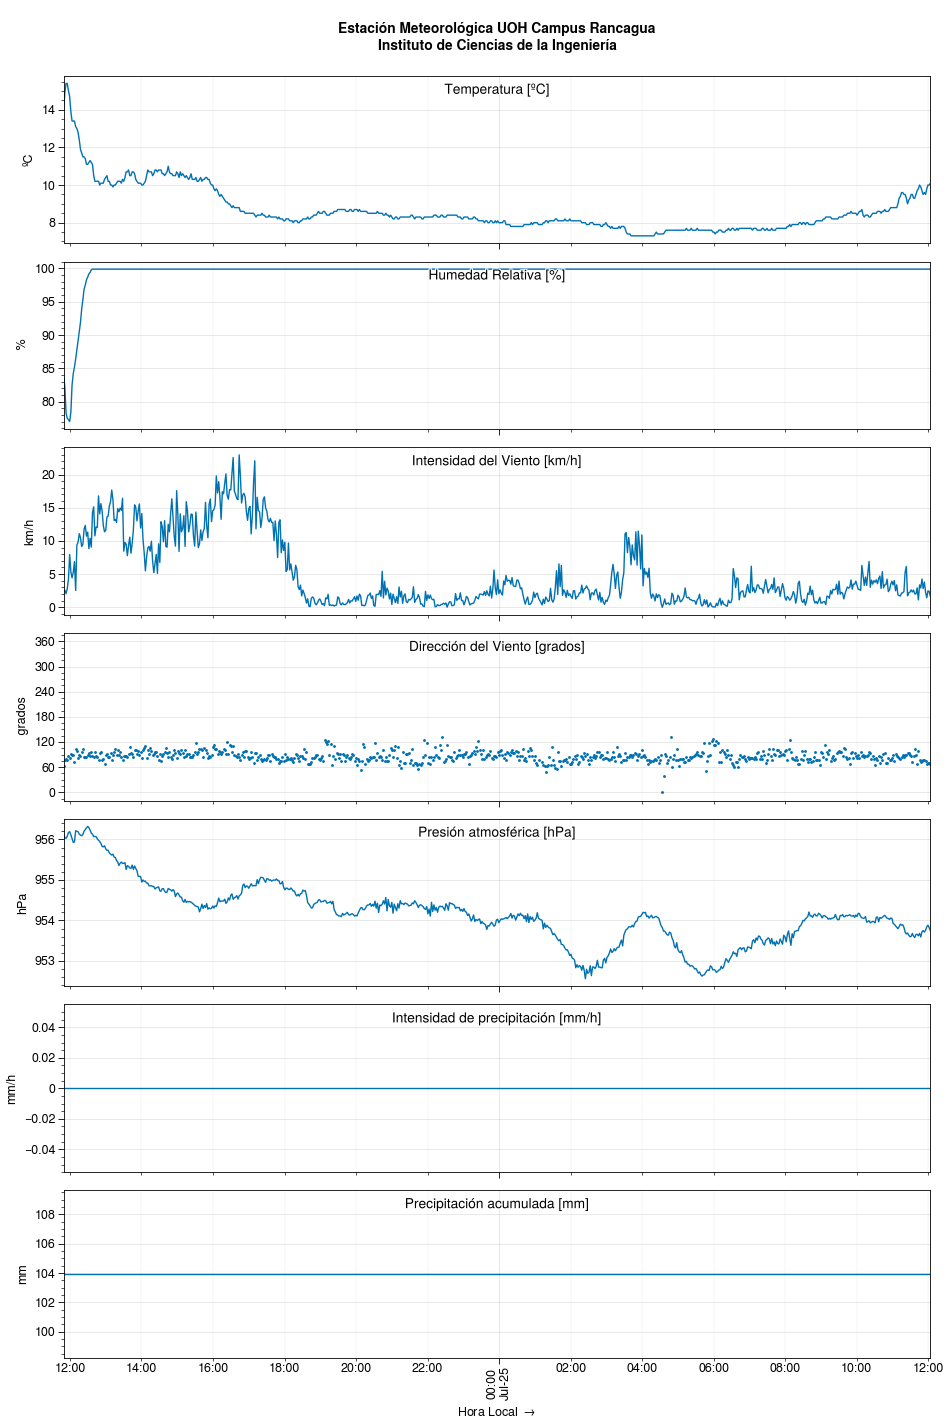 Estación Meteorológica UOH Campus Rancagua
Instituto de Ciencias de la Ingeniería
Temperatura [ºC]
14
12
10
8
ºC
Humedad Relativa [%]
100
95
90
85
80
%
Intensidad del Viento [km/h]
20
15
10
5
0
km/h
Dirección del Viento [grados]
360
300
240
180
120
60
0
grados
Presión atmosférica [hPa]
956
955
954
953
hPa
Intensidad de precipitación [mm/h]
0.04
0.02
0
−0.02
−0.04
mm/h
Precipitación acumulada [mm]
108
106
104
102
100
mm
12:00 14:00 16:00 18:00 20:00 22:00 00:00 02:00 04:00 06:00 08:00 10:00 12:00
Jul-25
Hora Local →